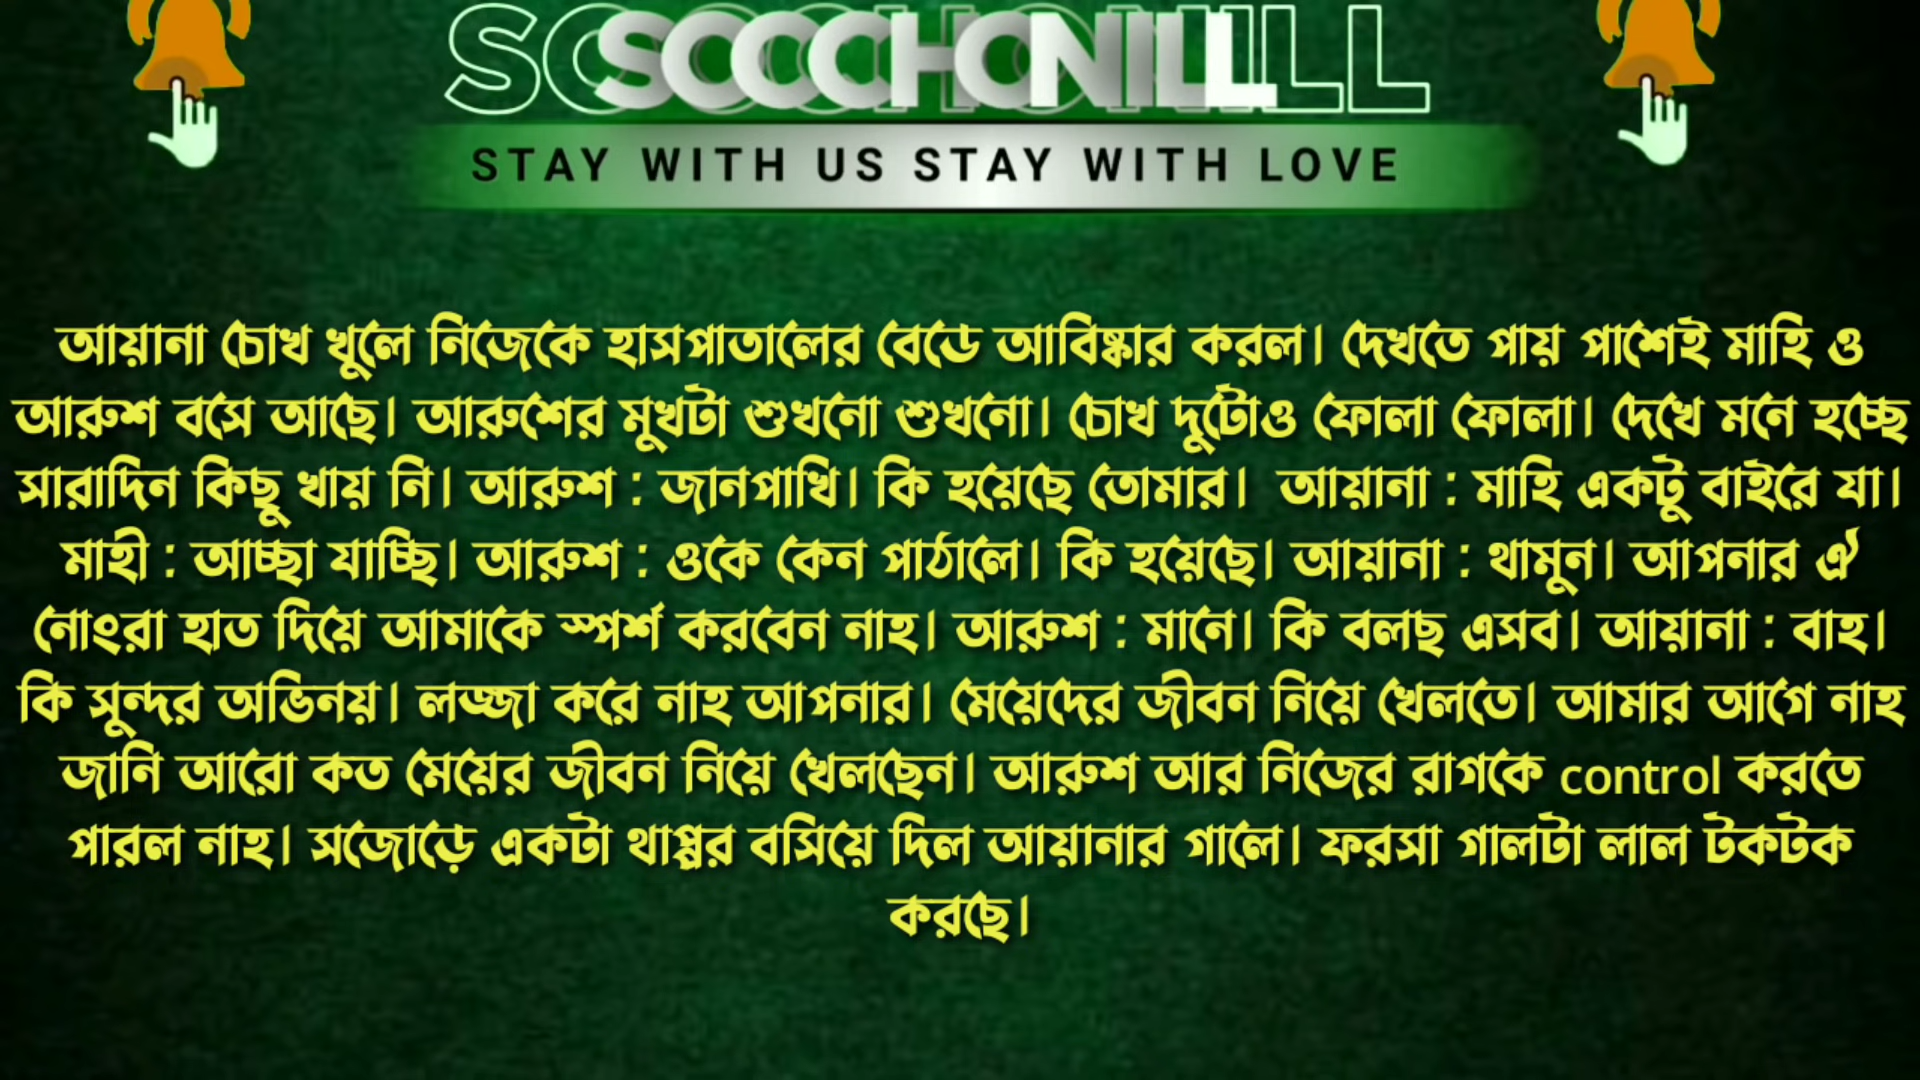 STAY WITH US STAY WITH LOVE
আয়ানা চোখ খুলে নিজেকে হাসপাতালের বেডে আবিষ্কার করল। দেখতে পায় পাশেই মাহি ও
আরুশ বসে আছে। আরুশের মুখটা শুখনো শুখনো। চোখ দুটোও ফোলা ফোলা। দেখে মনে হচ্ছে
সারাদিন কিছু খায় নি। আরুশ : জানপাখি। কি হয়েছে তোমার। আয়ানা : মাহি একটু বাইরে যা।
মাহী : আচ্ছা যাচ্ছি। আরুশ : ওকে কেন পাঠালে। কি হয়েছে। আয়ানা : থামুন। আপনার ঐ
নোংরা হাত দিয়ে আমাকে স্পর্শ করবেন নাহ। আরুশ : মানে। কি বলছ এসব। আয়ানা : বাহ।
কি সুন্দর অভিনয়। লজ্জা করে নাহ আপনার। মেয়েদের জীবন নিয়ে খেলতে। আমার আগে নাহ
জানি আরো কত মেয়ের জীবন নিয়ে খেলছেন। আরুশ আর নিজের রাগকে control করতে
পারল নাহ। সজোড়ে একটা থাপ্পর বসিয়ে দিল আয়ানার গালে। ফরসা গালটা লাল টকটক
করছে।